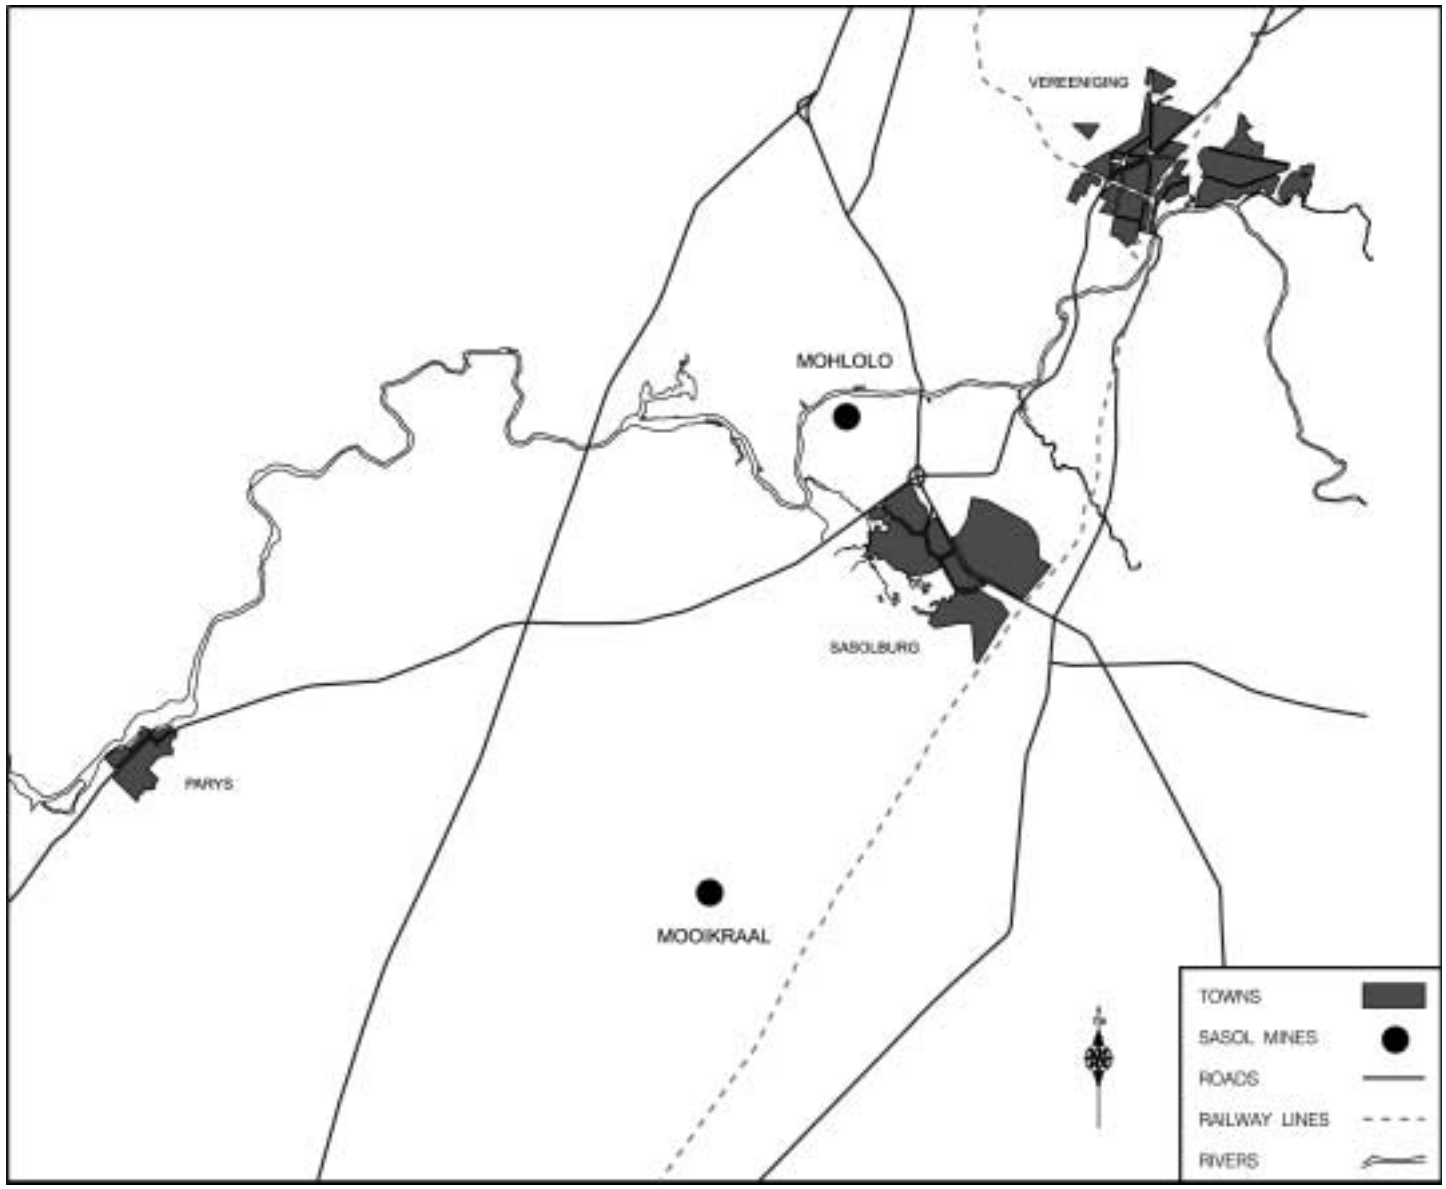 VEREENIGING
MOHLOLO
SASOLBURG
PARYS
MOOIKRAAL
TOWNS
SASOL MINES
ROADS
RAILWAY LINES
RIVERS